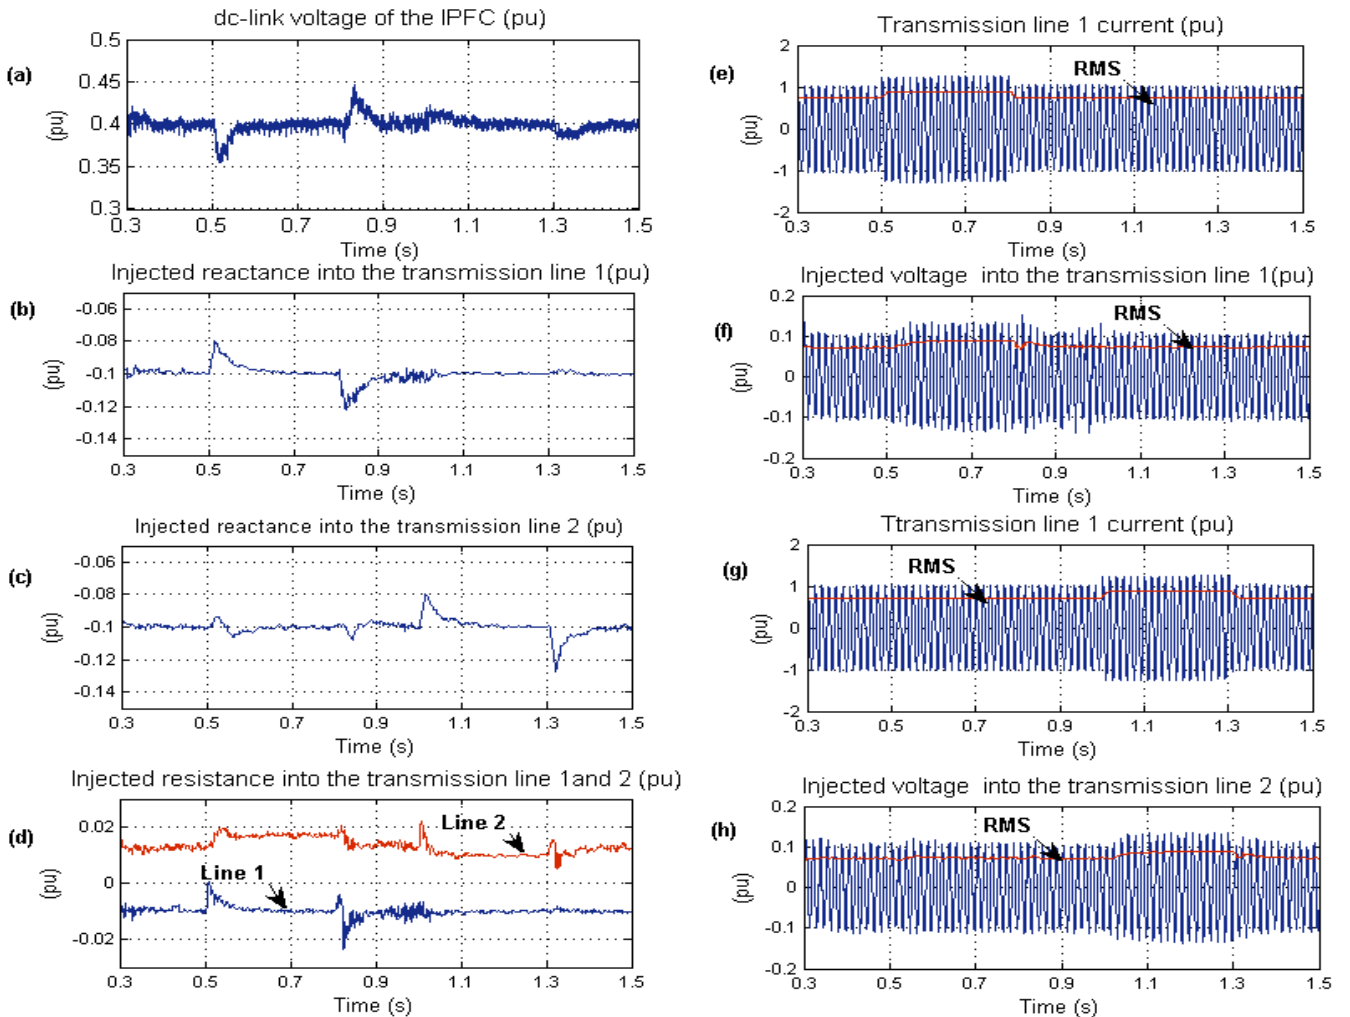 dc-link voltage of the IPFC (pu)
(a)
(pu)
0.5
0.45
0.4
0.35
0.3
0.3 0.5 0.7 0.9 1.1 1.3 1.5
Time (s)
Injected reactance into the transmission line 1(pu)
(b)
(pu)
-0.06
-0.08
-0.1
-0.12
-0.14
0.3 0.5 0.7 0.9 1.1 1.3 1.5
Time (s)
Injected reactance into the transmission line 2 (pu)
(c)
(pu)
-0.06
-0.08
-0.1
-0.12
-0.14
0.3 0.5 0.7 0.9 1.1 1.3 1.5
Time (s)
Injected resistance into the transmission line 1and 2 (pu)
(d)
(pu)
0.02
0
-0.02
Line 2
Line 1
0.3 0.5 0.7 0.9 1.1 1.3 1.5
Time (s)
Transmission line 1 current (pu)
(e)
(pu)
2
1
0
-1
-2
RMS
0.3 0.5 0.7 0.9 1.1 1.3 1.5
Time (s)
Injected voltage into the transmission line 1(pu)
(f)
(pu)
0.2
0.1
0
-0.1
-0.2
RMS
0.3 0.5 0.7 0.9 1.1 1.3 1.5
Time (s)
Ttransmission line 1 current (pu)
(g)
(pu)
2
1
0
-1
-2
RMS
0.3 0.5 0.7 0.9 1.1 1.3 1.5
Time (s)
Injected voltage into the transmission line 2 (pu)
(h)
(pu)
0.2
0.1
0
-0.1
-0.2
RMS
0.3 0.5 0.7 0.9 1.1 1.3 1.5
Time (s)